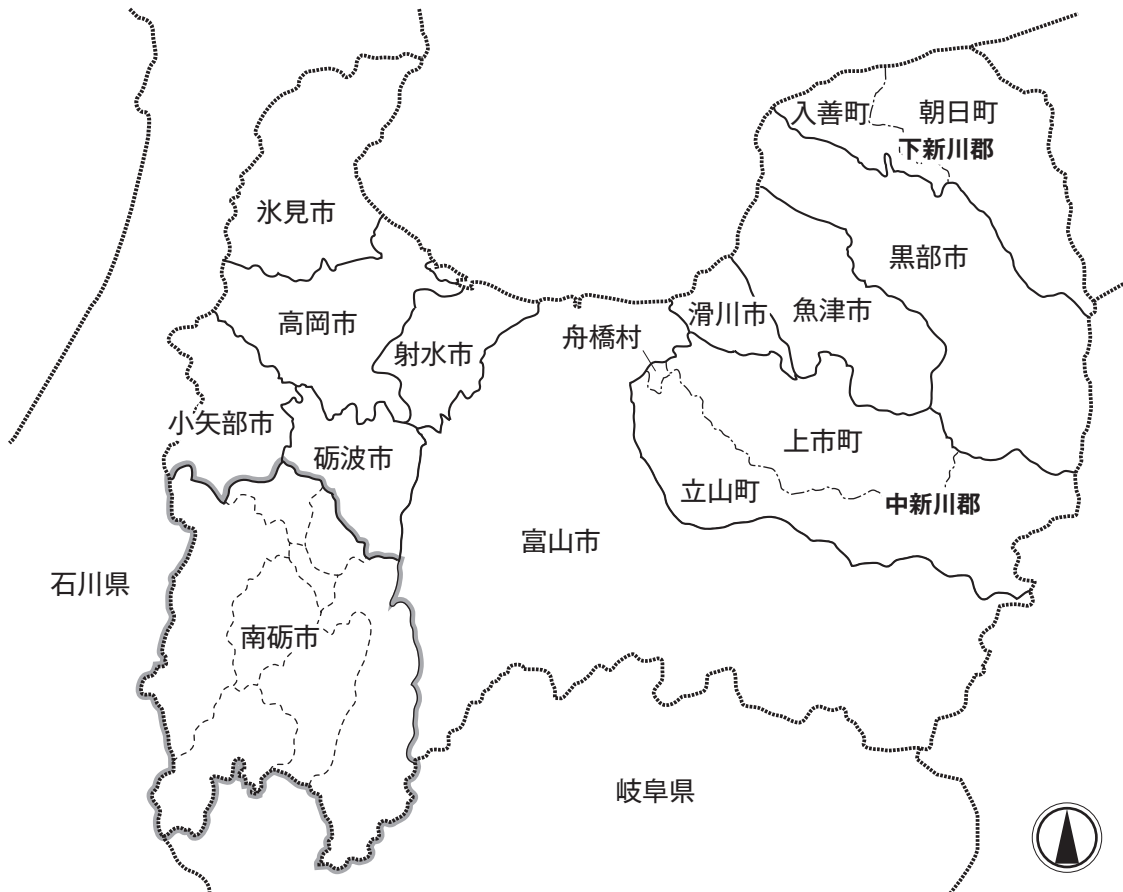 入善町
朝日町
下新川郡
氷見市
黒部市
高岡市
滑川市
魚津市
舟橋村
射水市
小矢部市
砺波市
上市町
立山町
中新川郡
富山市
石川県
南砺市
岐阜県